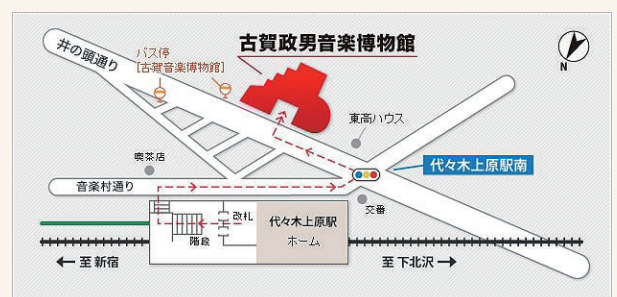 井の頭通り
バス停
[古賀音楽博物館]
古賀政男音楽博物館
N
東高ハウス
喫茶店
代々木上原駅南
音楽村通り
交番
改札
階段
代々木上原駅
ホーム
← 至 新宿
至 下北沢 →